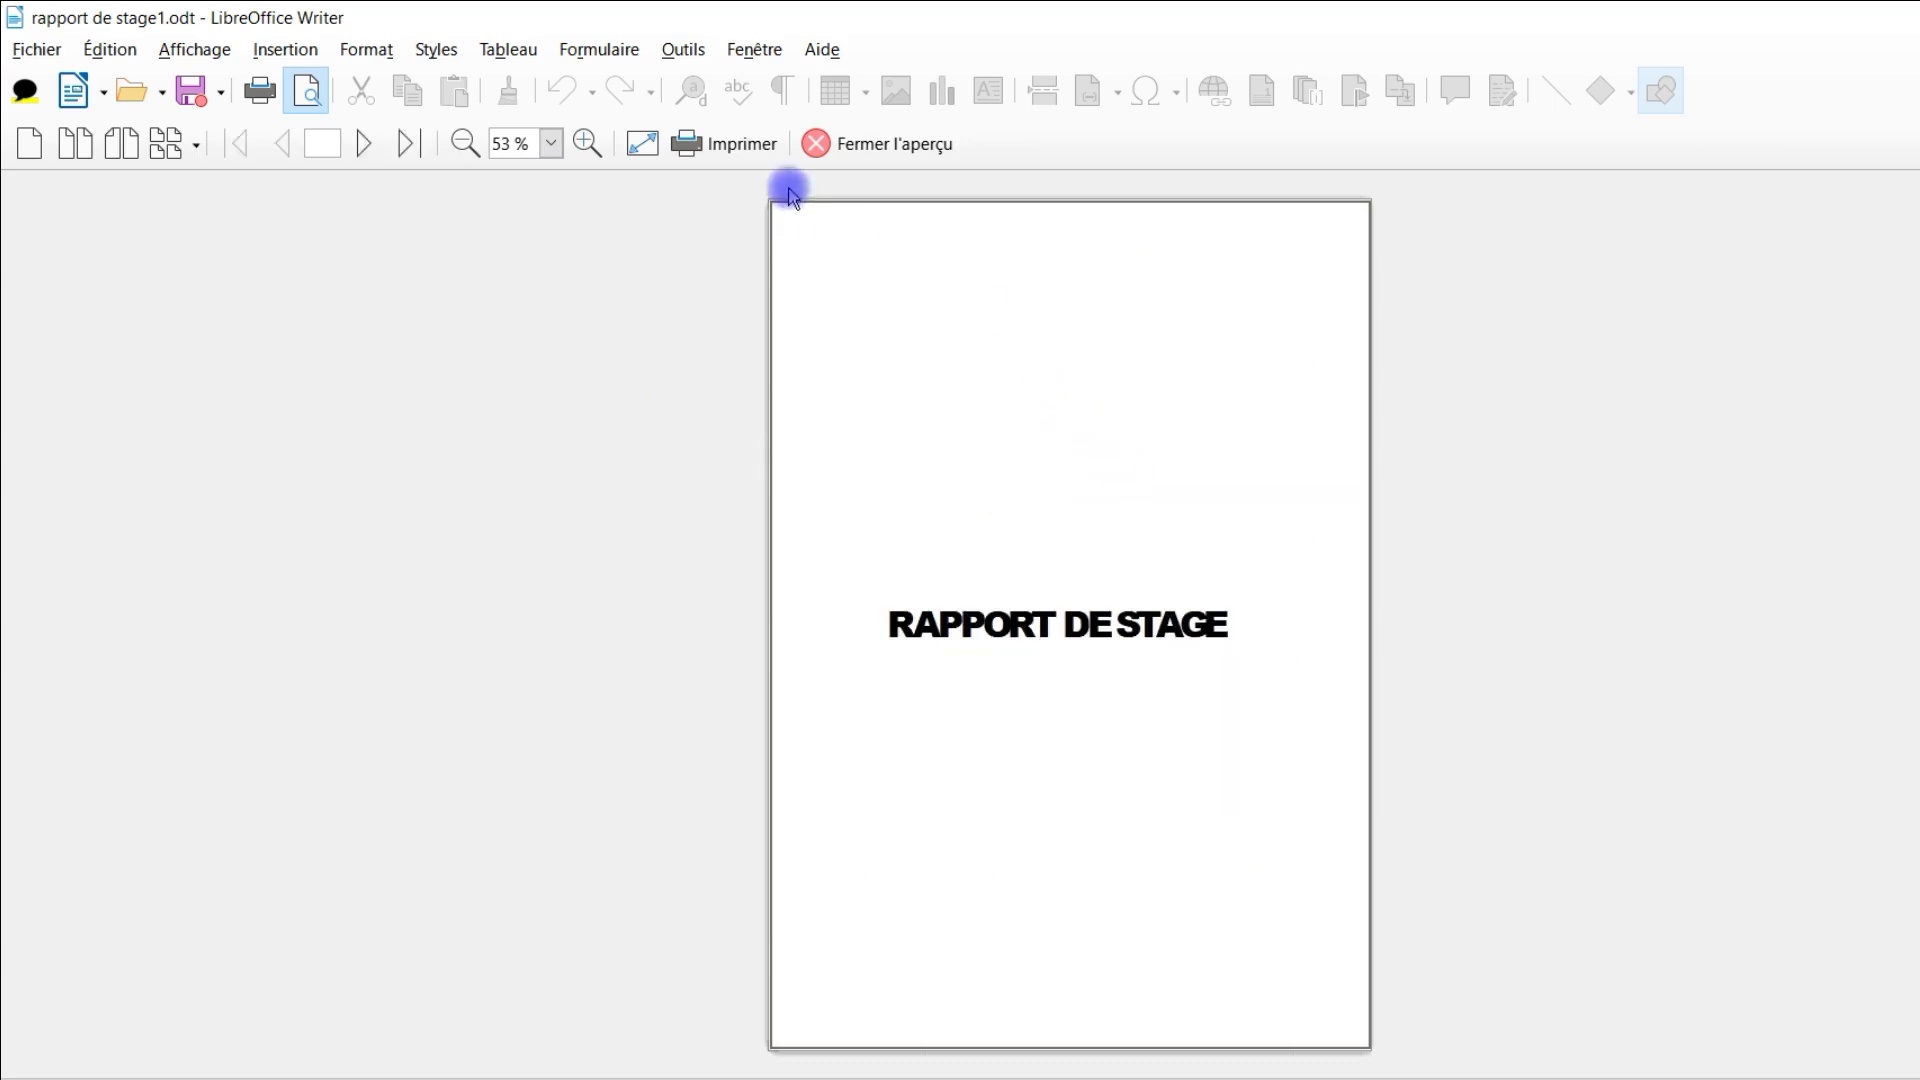 rapport de stage1.odt - LibreOffice Writer
Fichier Édition Affichage Insertion Format Styles Tableau Formulaire Outils Fenêtre Aide
53 % Imprimer Fermer l'aperçu
RAPPORT DE STAGE